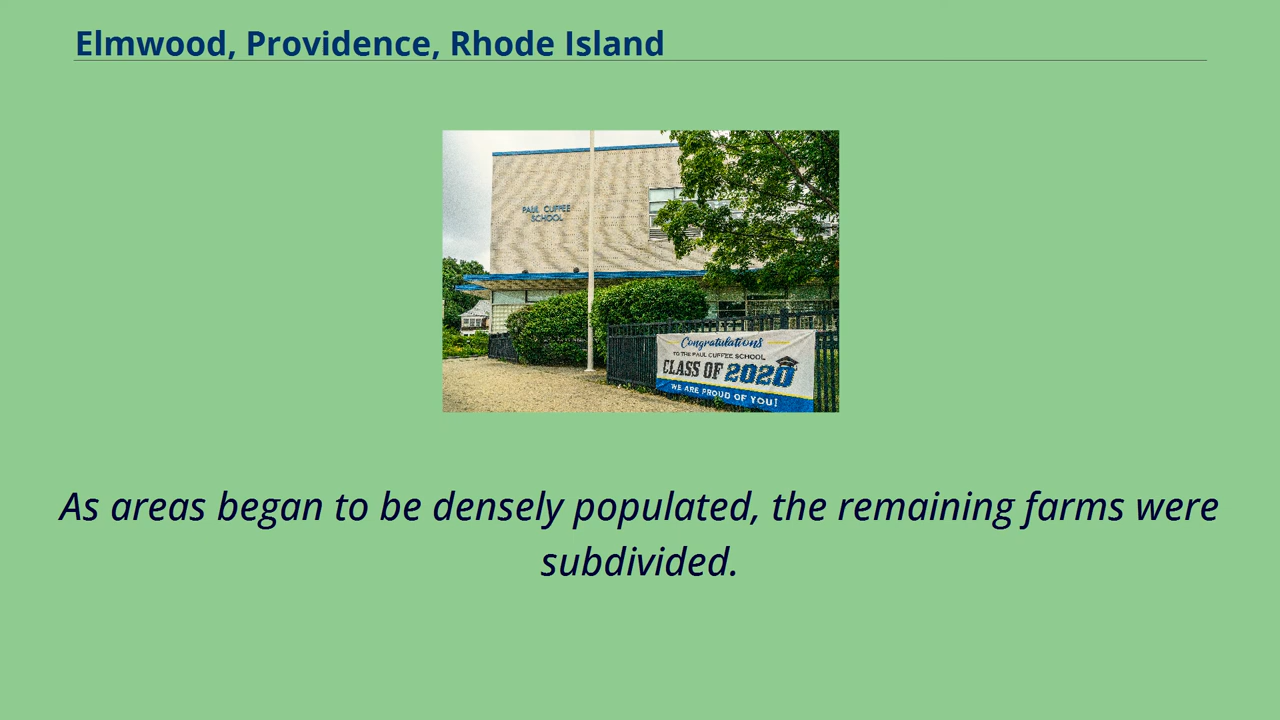 Elmwood, Providence, Rhode Island
PAUL CUFFEE
SCHOOL
Congratulations
TO THE PAUL CUFFEE SCHOOL
CLASS OF 2020
WE ARE PROUD OF YOU!
As areas began to be densely populated, the remaining farms were
subdivided.